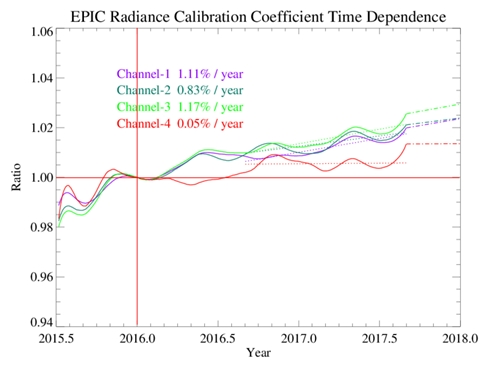 EPIC Radiance Calibration Coefficient Time Dependence
1.06
1.04
1.02
1.00
0.98
0.96
0.94
Ratio
Channel-1 1.11% / year
Channel-2 0.83% / year
Channel-3 1.17% / year
Channel-4 0.05% / year
2015.5 2016.0 2016.5 2017.0 2017.5 2018.0
Year